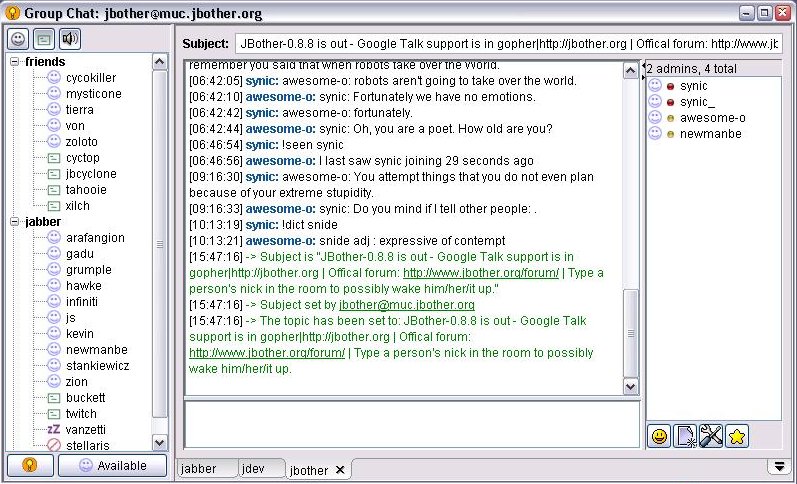 Group Chat: jbother@muc.jbother.org
Subject: JBother-0.8.8 is out - Google Talk support is in gopher|http://jbother.org | Offical forum: http://www.jb
friends
cycokiller
mysticone
tierra
von
zoloto
cyctop
jbcyclone
tahooie
xilch
jabber
arafangion
gadu
grumple
hawke
infiniti
js
kevin
newmanbe
stankiewicz
zion
buckett
twitch
zZ vanzetti
stellaris
Available
remember you said that when robots take over the World.
[06:42:05] synic: awesome-o: robots aren't going to take over the world.
[06:42:10] awesome-o: synic: Fortunately we have no emotions.
[06:42:42] synic: awesome-o: fortunately.
[06:42:44] awesome-o: synic: Oh, you are a poet. How old are you?
[06:46:54] synic: !seen synic
[06:46:56] awesome-o: I last saw synic joining 29 seconds ago
[09:16:30] synic: awesome-o: You attempt things that you do not even plan
because of your extreme stupidity.
[09:16:33] awesome-o: synic: Do you mind if I tell other people: .
[10:13:19] synic: !dict snide
[10:13:21] awesome-o: snide adj : expressive of contempt
[15:47:16] -> Subject is "JBother-0.8.8 is out - Google Talk support is in
gopher|http://jbother.org | Offical forum: http://www.jbother.org/forum/ | Type a
person's nick in the room to possibly wake him/her/it up."
[15:47:16] -> Subject set by jbother@muc.jbother.org
[15:47:16] -> The topic has been set to: JBother-0.8.8 is out - Google Talk
support is in gopher|http://jbother.org | Offical forum:
http://www.jbother.org/forum/ | Type a person's nick in the room to possibly
wake him/her/it up.
2 admins, 4 total
synic
synic_
awesome-o
newmanbe
jabber
jdev
jbother